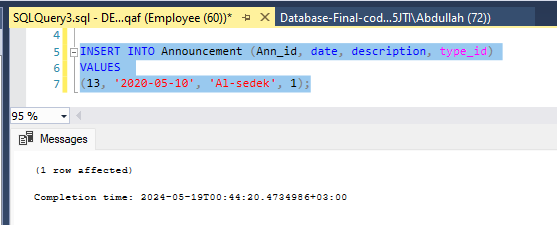 SQLQuery3.sql - DE...qaf (Employee (60))*
Database-Final-cod...5JTI\Abdullah (72))
4
5 INSERT INTO Announcement (Ann_id, date, description, type_id)
6 VALUES
7 (13, '2020-05-10', 'Al-sedek', 1);
95 %
Messages
(1 row affected)
Completion time: 2024-05-19T00:44:20.4734986+03:00